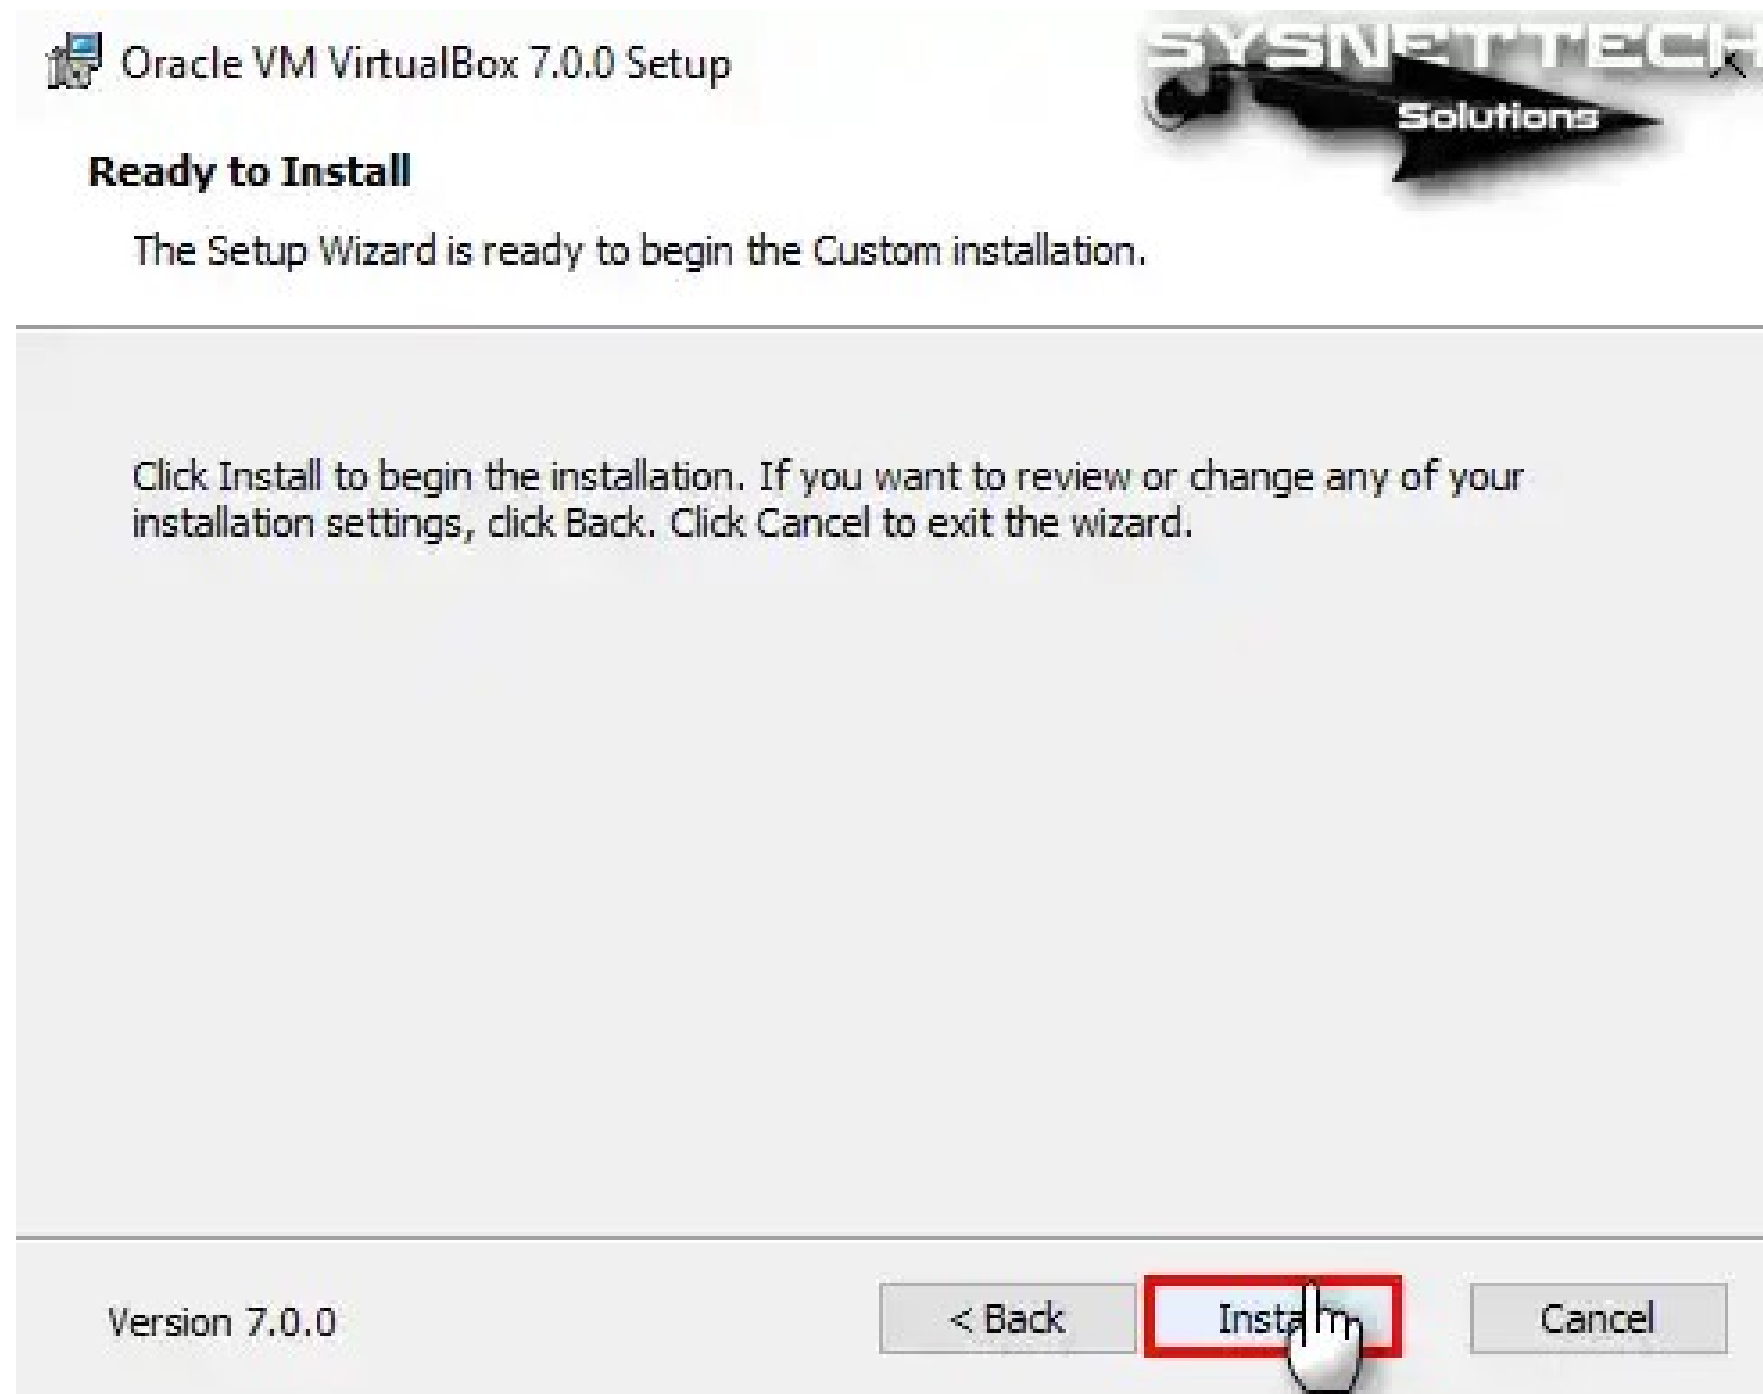 Oracle VM VirtualBox 7.0.0 Setup
SYSNETTECH
Solutions
Ready to Install
The Setup Wizard is ready to begin the Custom installation.
Click Install to begin the installation. If you want to review or change any of your
installation settings, click Back. Click Cancel to exit the wizard.
Version 7.0.0
< Back
Install
Cancel